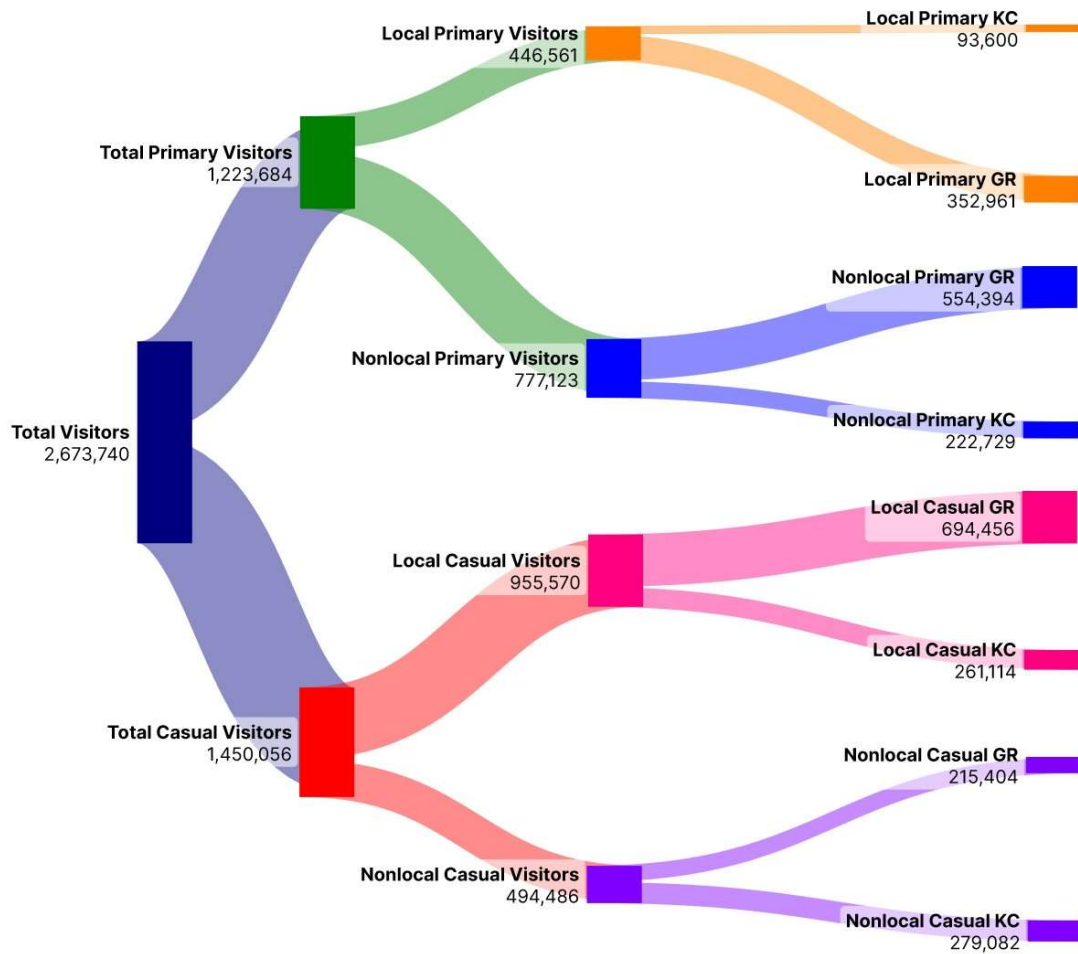 Local Primary KC
93,600
Local Primary Visitors
446,561
Total Primary Visitors
1,223,684
Local Primary GR
352,961
Nonlocal Primary GR
554,394
Nonlocal Primary Visitors
777,123
Nonlocal Primary KC
222,729
Total Visitors
2,673,740
Local Casual GR
694,456
Local Casual Visitors
955,570
Local Casual KC
261,114
Total Casual Visitors
1,450,056
Nonlocal Casual GR
215,404
Nonlocal Casual Visitors
494,486
Nonlocal Casual KC
279,082